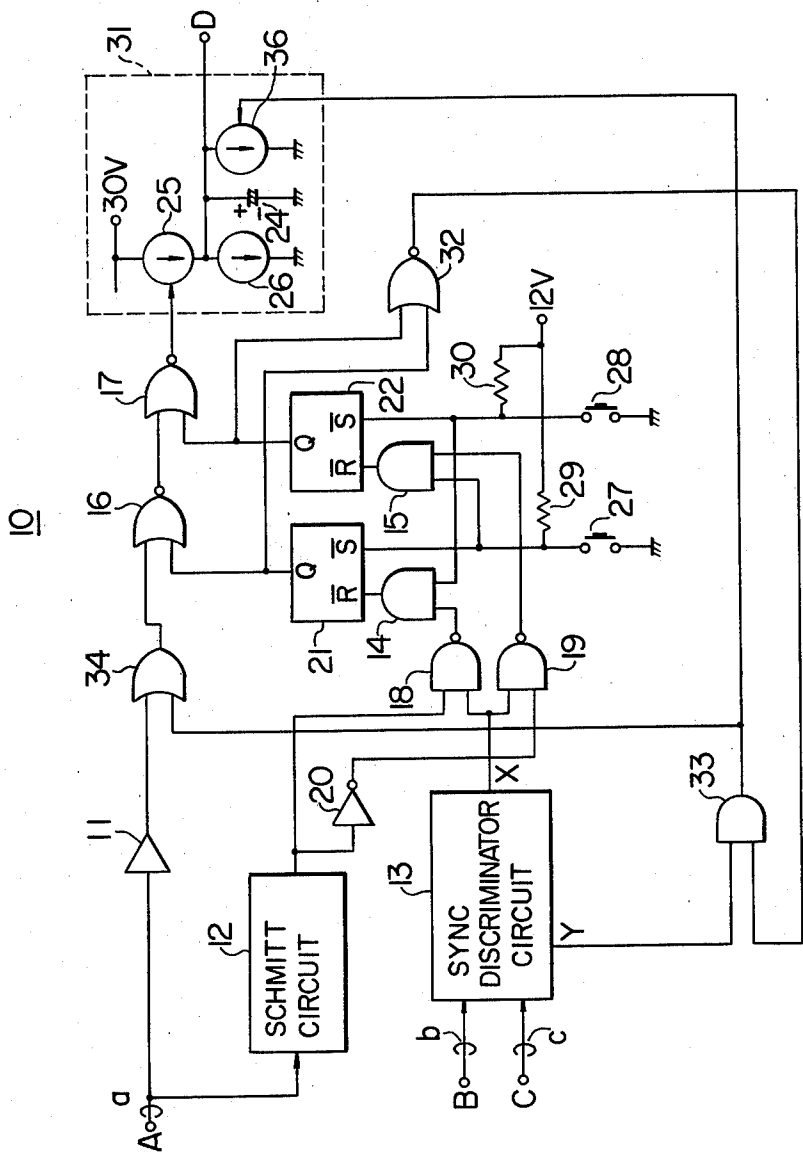 10
31
30V
D
25
36
+
−
24
26
17
16
34
11
32
22
Q
R̅
S̅
21
Q
R̅
S̅
30
12V
28
29
27
15
14
18
19
20
X
33
12
SCHMITT
CIRCUIT
13
SYNC
DISCRIMINATOR
CIRCUIT
Y
a
A
b
B
c
C